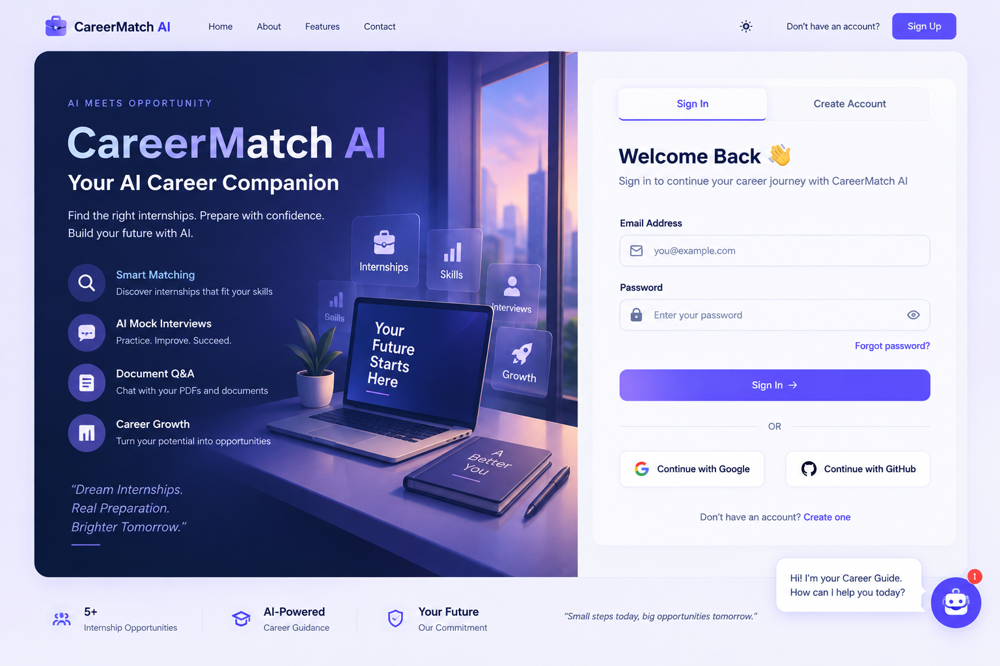 CareerMatch AI
Home
About
Features
Contact
Don't have an account?
Sign Up
AI MEETS OPPORTUNITY
CareerMatch AI
Your AI Career Companion
Find the right internships. Prepare with confidence.
Build your future with AI.
Smart Matching
Discover internships that fit your skills
AI Mock Interviews
Practice. Improve. Succeed.
Document Q&A
Chat with your PDFs and documents
Career Growth
Turn your potential into opportunities
“Dream Internships.
Real Preparation.
Brighter Tomorrow.”
Internships
Skills
Interviews
Snills
Growth
Your
Future
Starts
Here
A
Better
You
Sign In
Create Account
Welcome Back 👋
Sign in to continue your career journey with CareerMatch AI
Email Address
you@example.com
Password
Enter your password
Forgot password?
Sign In →
OR
Continue with Google
Continue with GitHub
Don't have an account? Create one
Hi! I'm your Career Guide.
How can I help you today?
1
5+
Internship Opportunities
AI-Powered
Career Guidance
Your Future
Our Commitment
“Small steps today, big opportunities tomorrow.”